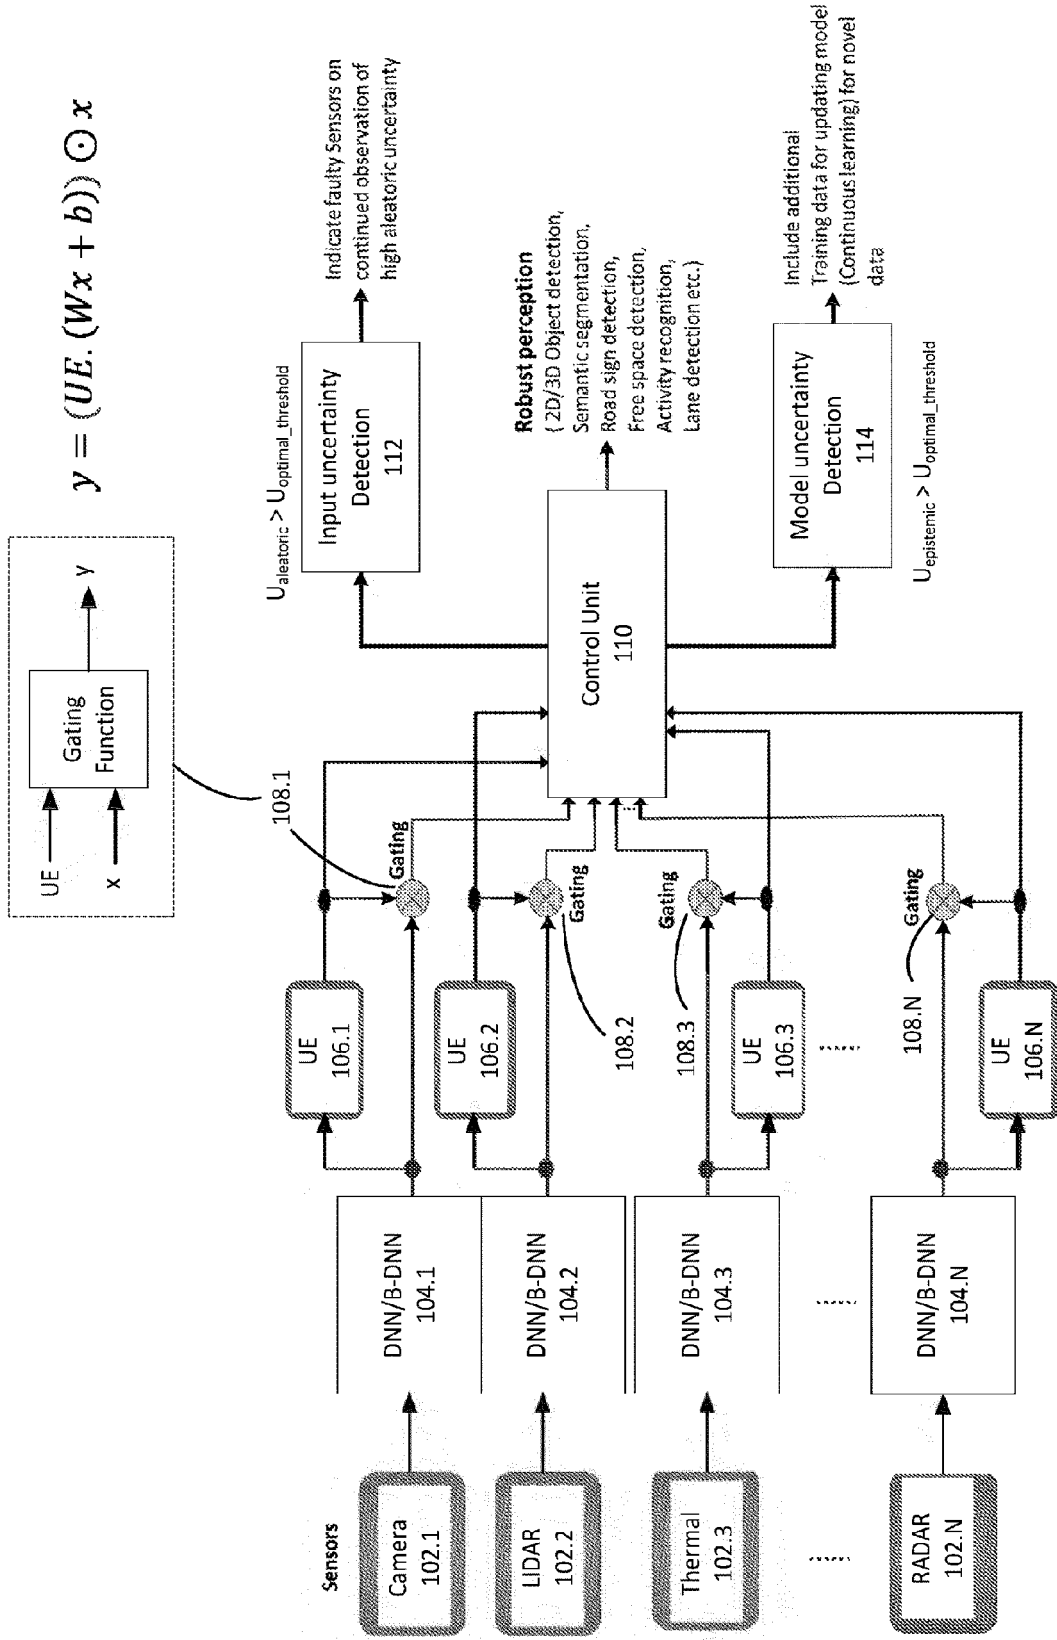 UE
x
Gating
Function
y
y = (UE. (Wx + b)) ⊙ x
Sensors
Camera
102.1
LIDAR
102.2
Thermal
102.3
......
RADAR
102.N
DNN/B-DNN
104.1
DNN/B-DNN
104.2
DNN/B-DNN
104.3
......
DNN/B-DNN
104.N
UE
106.1
UE
106.2
UE
106.3
......
UE
106.N
108.1
Gating
Gating
108.2
Gating
108.3
Gating
108.N
Control Unit
110
U_aleatoric > U_optimal_threshold
Input uncertainty
Detection
112
Indicate faulty Sensors on
continued observation of
high aleatoric uncertainty
Robust perception
( 2D/3D Object detection,
Semantic segmentation,
Road sign detection,
Free space detection,
Activity recognition,
Lane detection etc.)
Model uncertainty
Detection
114
U_epistemic > U_optimal_threshold
Include additional
Training data for updating model
(Continuous learning) for novel
data